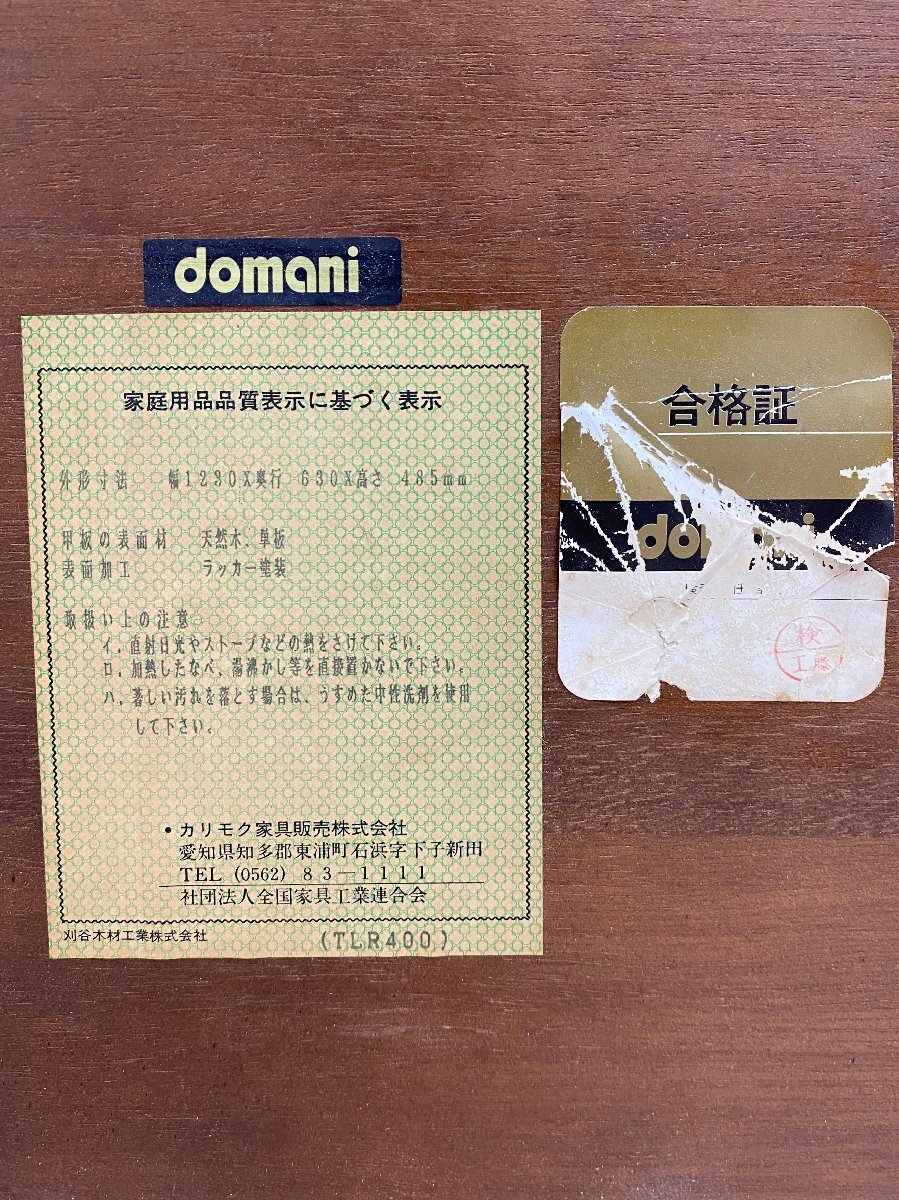 domani
家庭用品品質表示に基づく表示
外形寸法 幅1230X奥行 630X高さ 485mm
甲板の表面材 天然木、単板
表面加工 ラッカー塗装
取扱い上の注意
イ．直射日光やストーブなどの熱をさけて下さい。
ロ．加熱したなべ、湯沸かし等を直接置かないで下さい。
ハ．著しい汚れを落とす場合は、うすめた中性洗剤を使用
して下さい。
・カリモク家具販売株式会社
愛知県知多郡東浦町石浜字下子新田
TEL (0562) 83―1111
社団法人全国家具工業連合会
刈谷木材工業株式会社 (TLR400)
合格証
検
工藤